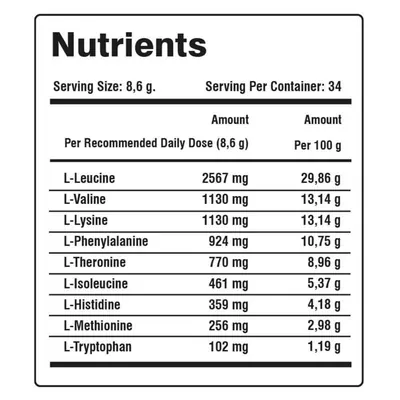 Nutrients
Serving Size: 8,6 g. Serving Per Container: 34
Amount Amount
Per Recommended Daily Dose (8,6 g) Per 100 g
L-Leucine 2567 mg 29,86 g
L-Valine 1130 mg 13,14 g
L-Lysine 1130 mg 13,14 g
L-Phenylalanine 924 mg 10,75 g
L-Theronine 770 mg 8,96 g
L-Isoleucine 461 mg 5,37 g
L-Histidine 359 mg 4,18 g
L-Methionine 256 mg 2,98 g
L-Tryptophan 102 mg 1,19 g